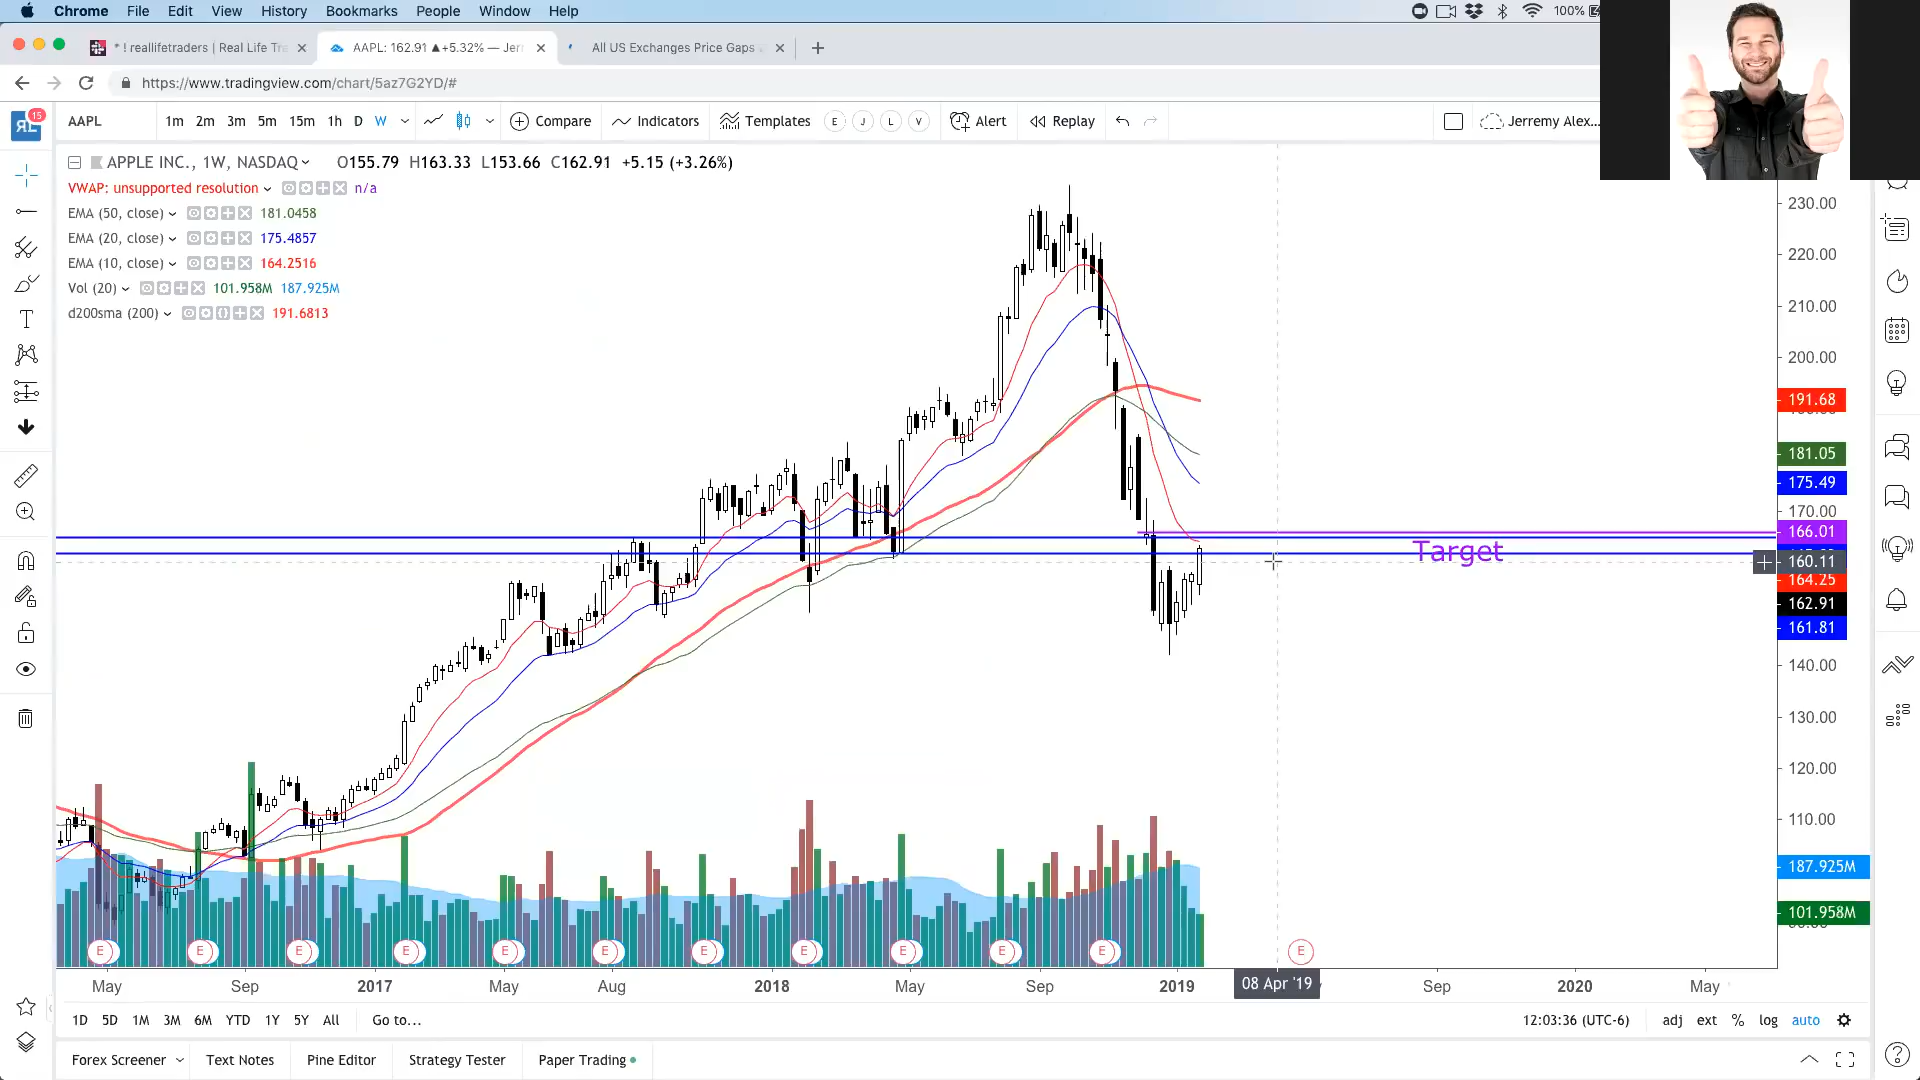 Chrome File Edit View History Bookmarks People Window Help 100%
* ! reallifetraders | Real Life Tra
AAPL: 162.91 ▲+5.32% — Jerr
All US Exchanges Price Gaps
https://www.tradingview.com/chart/5az7G2YD/#
15
AAPL 1m 2m 3m 5m 15m 1h D W Compare Indicators Templates E J L V Alert Replay Jerremy Alex...
APPLE INC., 1W, NASDAQ O155.79 H163.33 L153.66 C162.91 +5.15 (+3.26%)
VWAP: unsupported resolution n/a
EMA (50, close) 181.0458
EMA (20, close) 175.4857
EMA (10, close) 164.2516
Vol (20) 101.958M 187.925M
d200sma (200) 191.6813
230.00
220.00
210.00
200.00
191.68
181.05
175.49
170.00
166.01
Target
160.11
164.25
162.91
161.81
140.00
130.00
120.00
110.00
187.925M
101.958M
E E E E E E E E E E E E
May Sep 2017 May Aug 2018 May Sep 2019 08 Apr '19 Sep 2020 May
1D 5D 1M 3M 6M YTD 1Y 5Y All Go to... 12:03:36 (UTC-6) adj ext % log auto
Forex Screener Text Notes Pine Editor Strategy Tester Paper Trading